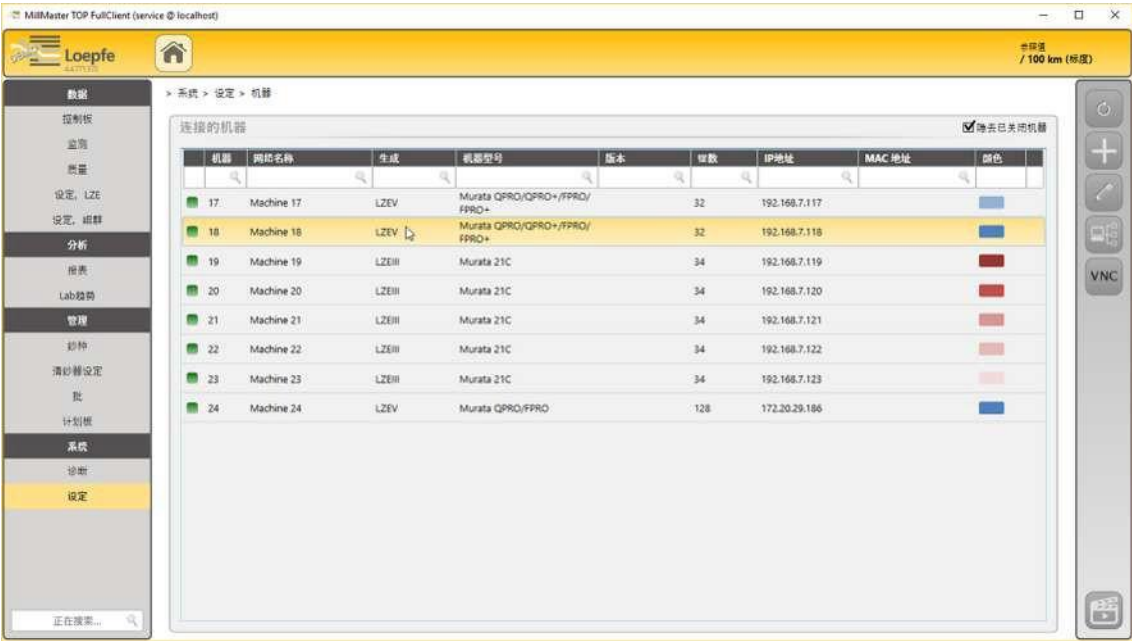 MillMaster TOP FullClient (service @ localhost)
Loepfe
参照值
/ 100 km (标度)
数据
控制板
监测
质量
设定, LZE
设定, 组群
分析
报表
Lab趋势
管理
纱种
清纱器设定
批
计划板
系统
诊断
设定
正在搜索...
> 系统 > 设定 > 机器
连接的机器
隐去已关闭机器
机器 网络名称 生成 机器型号 版本 锭数 IP地址 MAC 地址 颜色
17 Machine 17 LZEV Murata QPRO/QPRO+/FPRO/ 32 192.168.7.117
FPRO+
18 Machine 18 LZEV Murata QPRO/QPRO+/FPRO/ 32 192.168.7.118
FPRO+
19 Machine 19 LZEIII Murata 21C 34 192.168.7.119
20 Machine 20 LZEIII Murata 21C 34 192.168.7.120
21 Machine 21 LZEIII Murata 21C 34 192.168.7.121
22 Machine 22 LZEIII Murata 21C 34 192.168.7.122
23 Machine 23 LZEIII Murata 21C 34 192.168.7.123
24 Machine 24 LZEV Murata QPRO/FPRO 128 172.20.29.186
VNC